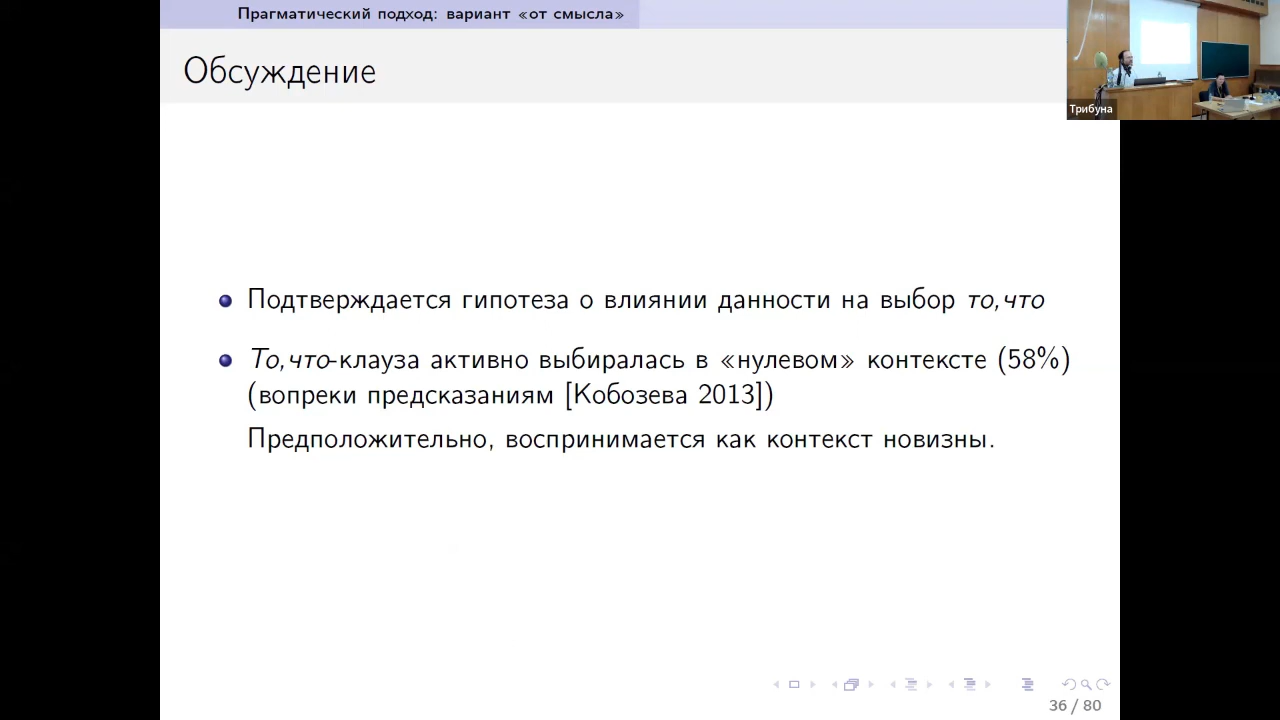 Прагматический подход: вариант «от смысла»
Обсуждение
Трибуна
Подтверждается гипотеза о влиянии данности на выбор то,что
То,что-клауза активно выбиралась в «нулевом» контексте (58%)
(вопреки предсказаниям [Кобозева 2013])
Предположительно, воспринимается как контекст новизны.
36 / 80